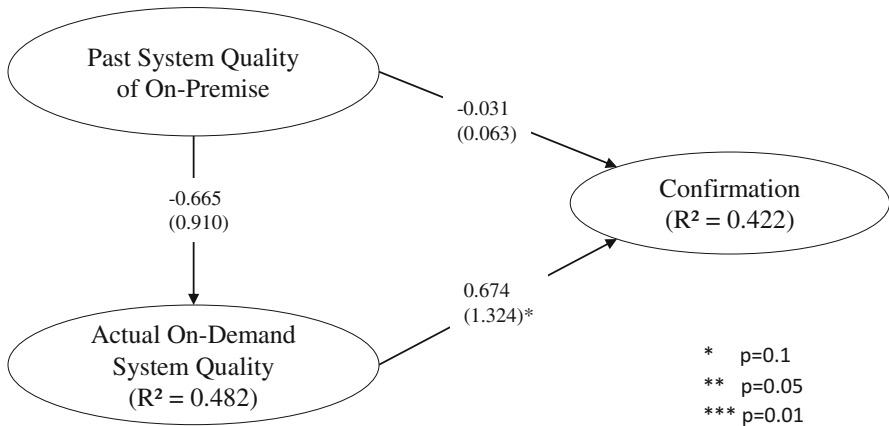 Past System Quality
of On-Premise
-0.031
(0.063)
-0.665
(0.910)
Confirmation
(R² = 0.422)
0.674
(1.324)*
Actual On-Demand
System Quality
(R² = 0.482)
* p=0.1
** p=0.05
*** p=0.01